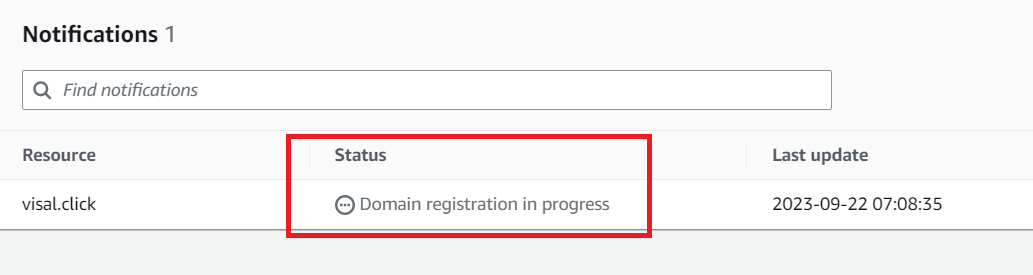 Notifications 1
Find notifications
Resource Status Last update
visal.click Domain registration in progress 2023-09-22 07:08:35